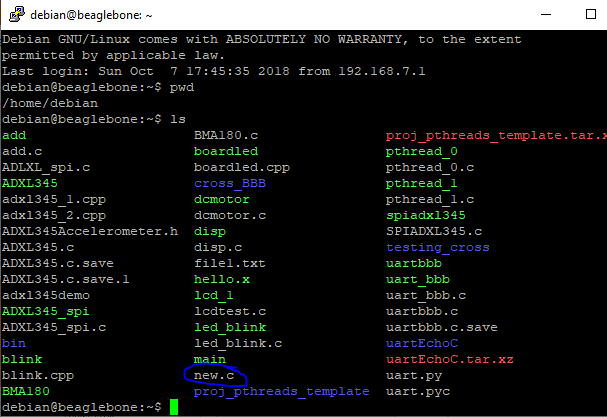 debian@beaglebone: ~
Debian GNU/Linux comes with ABSOLUTELY NO WARRANTY, to the extent
permitted by applicable law.
Last login: Sun Oct  7 17:45:35 2018 from 192.168.7.1
debian@beaglebone:~$ pwd
/home/debian
debian@beaglebone:~$ ls
add BMA180.c proj_pthreads_template.tar.x
add.c boardled pthread_0
ADLXL_spi.c boardled.cpp pthread_0.c
ADXL345 cross_BBB pthread_1
adxl345_1.cpp dcmotor pthread_1.c
adxl345_2.cpp dcmotor.c spiadxl345
ADXL345Accelerometer.h disp SPIADXL345.c
ADXL345.c disp.c testing_cross
ADXL345.c.save file1.txt uartbbb
ADXL345.c.save.1 hello.x uart_bbb
adxl345demo lcd_1 uart_bbb.c
ADXL345_spi lcdtest.c uartbbb.c
ADXL345_spi.c led_blink uartbbb.c.save
bin led_blink.c uartEchoC
blink main uartEchoC.tar.xz
blink.cpp new.c uart.py
BMA180 proj_pthreads_template uart.pyc
debian@beaglebone:~$